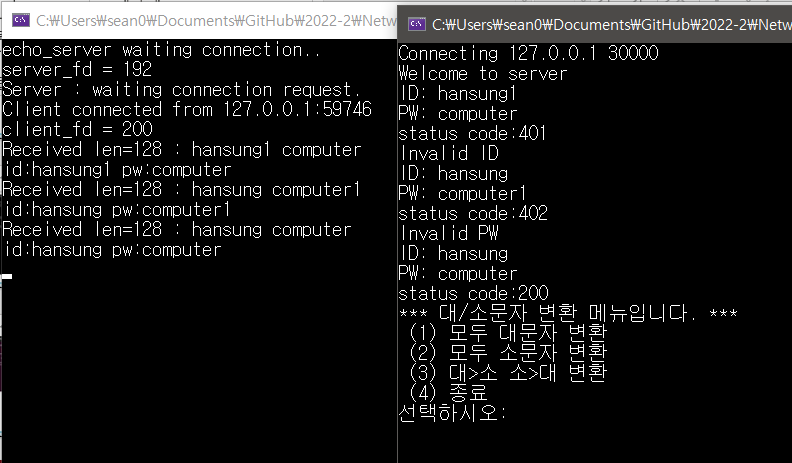 C:₩Users₩sean0₩Documents₩GitHub₩2022-2₩Netw
echo_server waiting connection..
server_fd = 192
Server : waiting connection request.
Client connected from 127.0.0.1:59746
client_fd = 200
Received len=128 : hansung1 computer
id:hansung1 pw:computer
Received len=128 : hansung computer1
id:hansung pw:computer1
Received len=128 : hansung computer
id:hansung pw:computer
C:₩Users₩sean0₩Documents₩GitHub₩2022-2₩Netw
Connecting 127.0.0.1 30000
Welcome to server
ID: hansung1
PW: computer
status code:401
Invalid ID
ID: hansung
PW: computer1
status code:402
Invalid PW
ID: hansung
PW: computer
status code:200
*** 대/소문자 변환 메뉴입니다. ***
(1) 모두 대문자 변환
(2) 모두 소문자 변환
(3) 대>소 소>대 변환
(4) 종료
선택하시오: